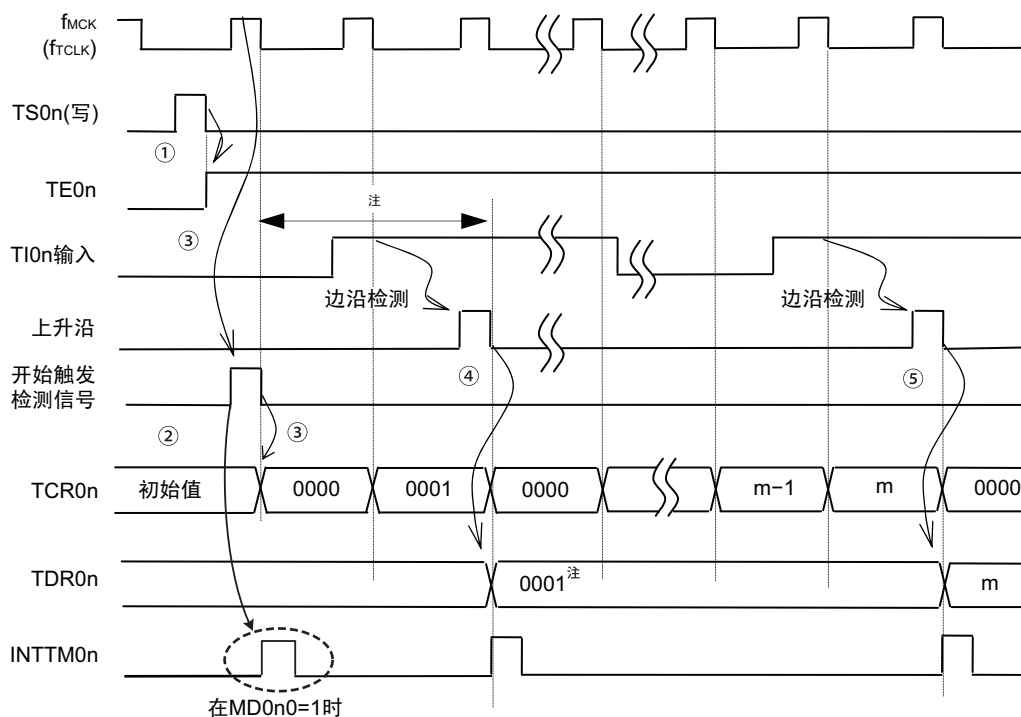 fMCK
(fTCLK)
TS0n(写)
①
TE0n
注
③
TI0n输入
边沿检测
边沿检测
上升沿
④
⑤
开始触发
检测信号
②
③
TCR0n
初始值
0000
0001
0000
m−1
m
0000
TDR0n
0001注
m
INTTM0n
在MD0n0=1时